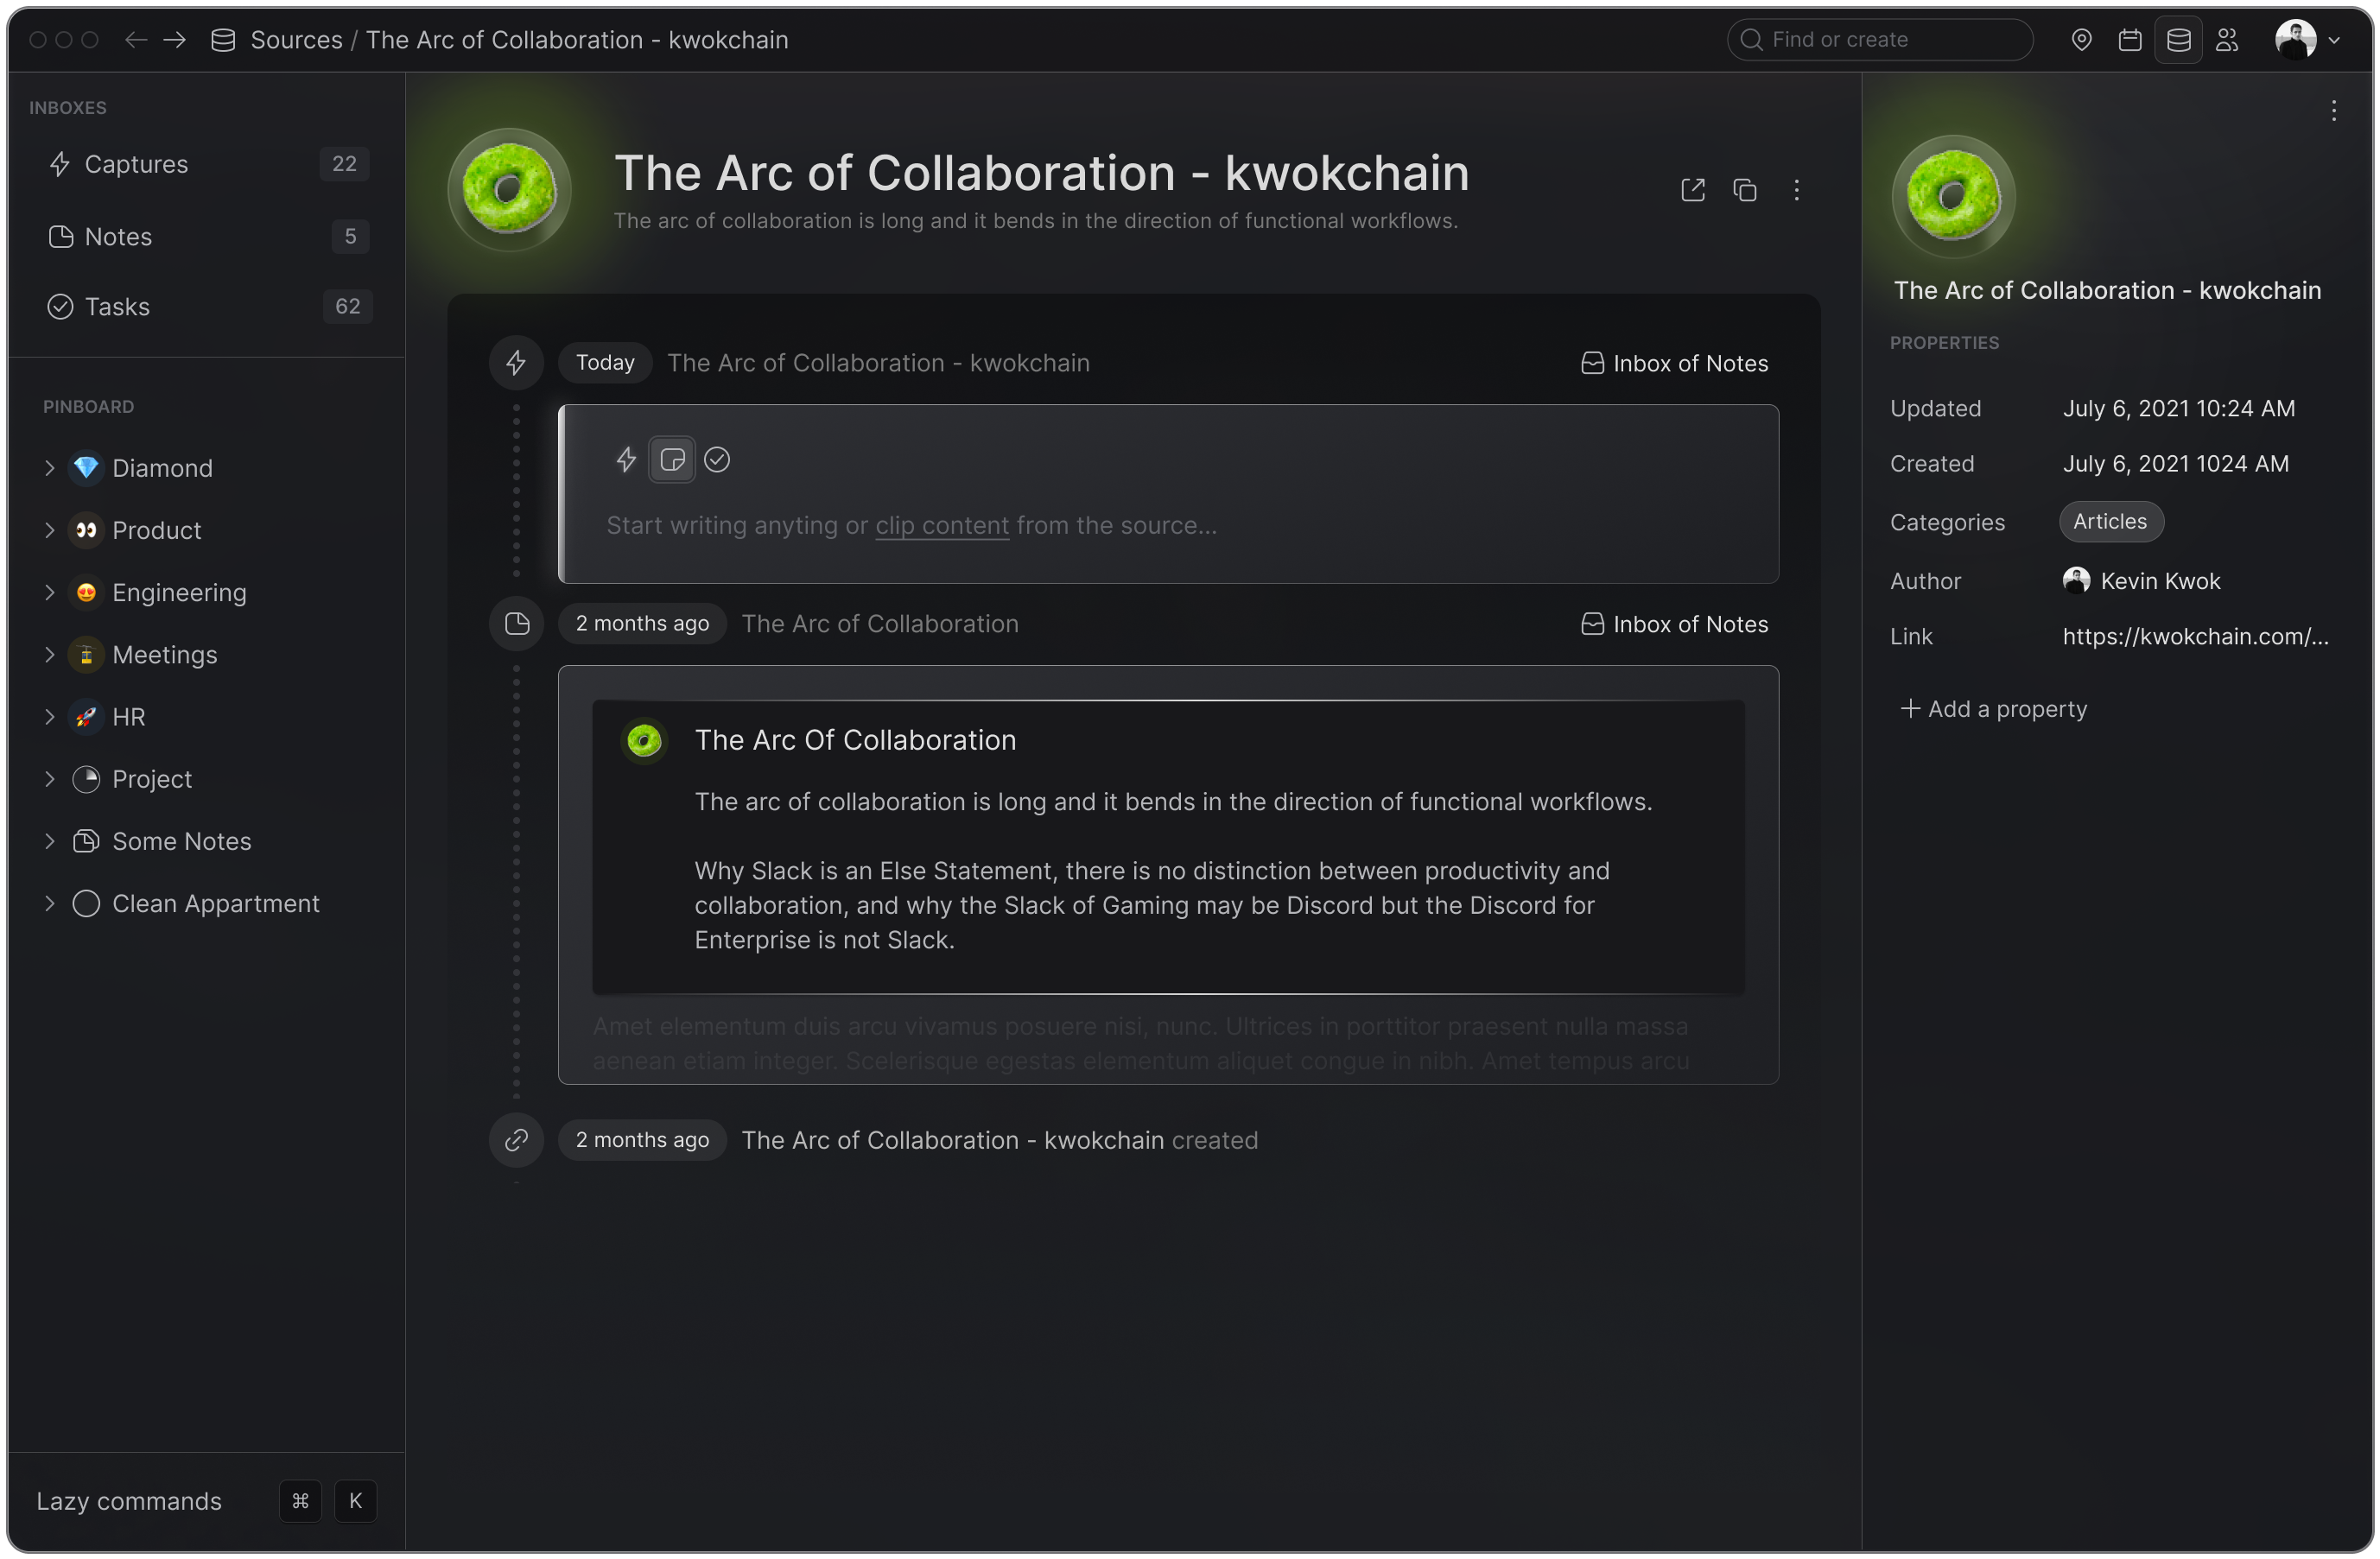 Sources / The Arc of Collaboration - kwokchain
Find or create
INBOXES
Captures 22
Notes 5
Tasks 62
PINBOARD
Diamond
Product
Engineering
Meetings
HR
Project
Some Notes
Clean Appartment
Lazy commands ⌘ K
The Arc of Collaboration - kwokchain
The arc of collaboration is long and it bends in the direction of functional workflows.
Today The Arc of Collaboration - kwokchain Inbox of Notes
Start writing anyting or clip content from the source...
2 months ago The Arc of Collaboration Inbox of Notes
The Arc Of Collaboration
The arc of collaboration is long and it bends in the direction of functional workflows.
Why Slack is an Else Statement, there is no distinction between productivity and
collaboration, and why the Slack of Gaming may be Discord but the Discord for
Enterprise is not Slack.
Amet elementum duis arcu vivamus posuere nisi, nunc. Ultrices in porttitor praesent nulla massa
aenean etiam integer. Scelerisque egestas elementum aliquet congue in nibh. Amet tempus arcu
2 months ago The Arc of Collaboration - kwokchain created
The Arc of Collaboration - kwokchain
PROPERTIES
Updated July 6, 2021 10:24 AM
Created July 6, 2021 1024 AM
Categories Articles
Author Kevin Kwok
Link https://kwokchain.com/...
+ Add a property